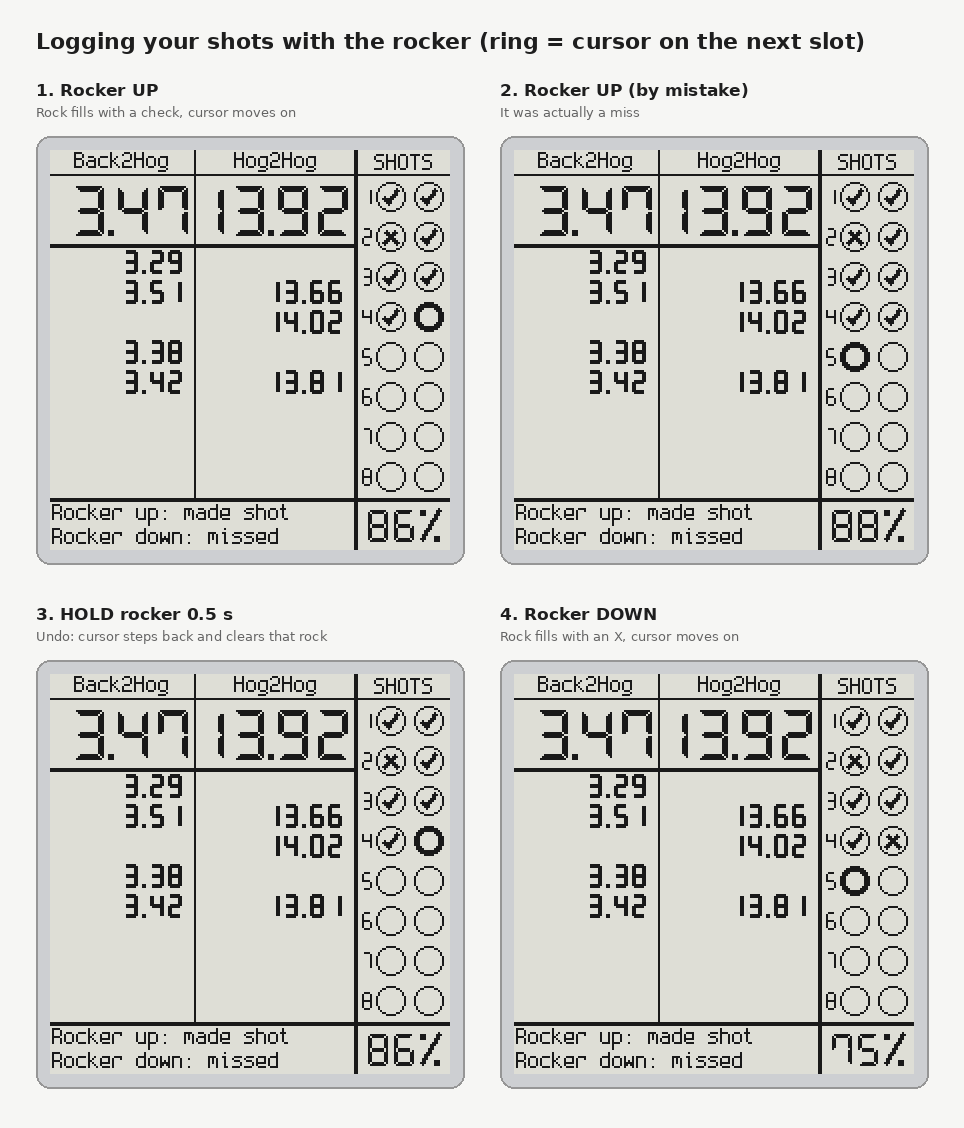 Logging your shots with the rocker (ring = cursor on the next slot)
1. Rocker UP
Rock fills with a check, cursor moves on
Back2Hog Hog2Hog SHOTS
3.47 13.92
1
2
3.29
3
3.51 13.66
14.02
4
3.38
5
3.42 13.81
6
7
8
Rocker up: made shot
Rocker down: missed
86%
2. Rocker UP (by mistake)
It was actually a miss
Back2Hog Hog2Hog SHOTS
3.47 13.92
1
2
3.29
3
3.51 13.66
14.02
4
3.38
5
3.42 13.81
6
7
8
Rocker up: made shot
Rocker down: missed
88%
3. HOLD rocker 0.5 s
Undo: cursor steps back and clears that rock
Back2Hog Hog2Hog SHOTS
3.47 13.92
1
2
3.29
3
3.51 13.66
14.02
4
3.38
5
3.42 13.81
6
7
8
Rocker up: made shot
Rocker down: missed
86%
4. Rocker DOWN
Rock fills with an X, cursor moves on
Back2Hog Hog2Hog SHOTS
3.47 13.92
1
2
3.29
3
3.51 13.66
14.02
4
3.38
5
3.42 13.81
6
7
8
Rocker up: made shot
Rocker down: missed
75%